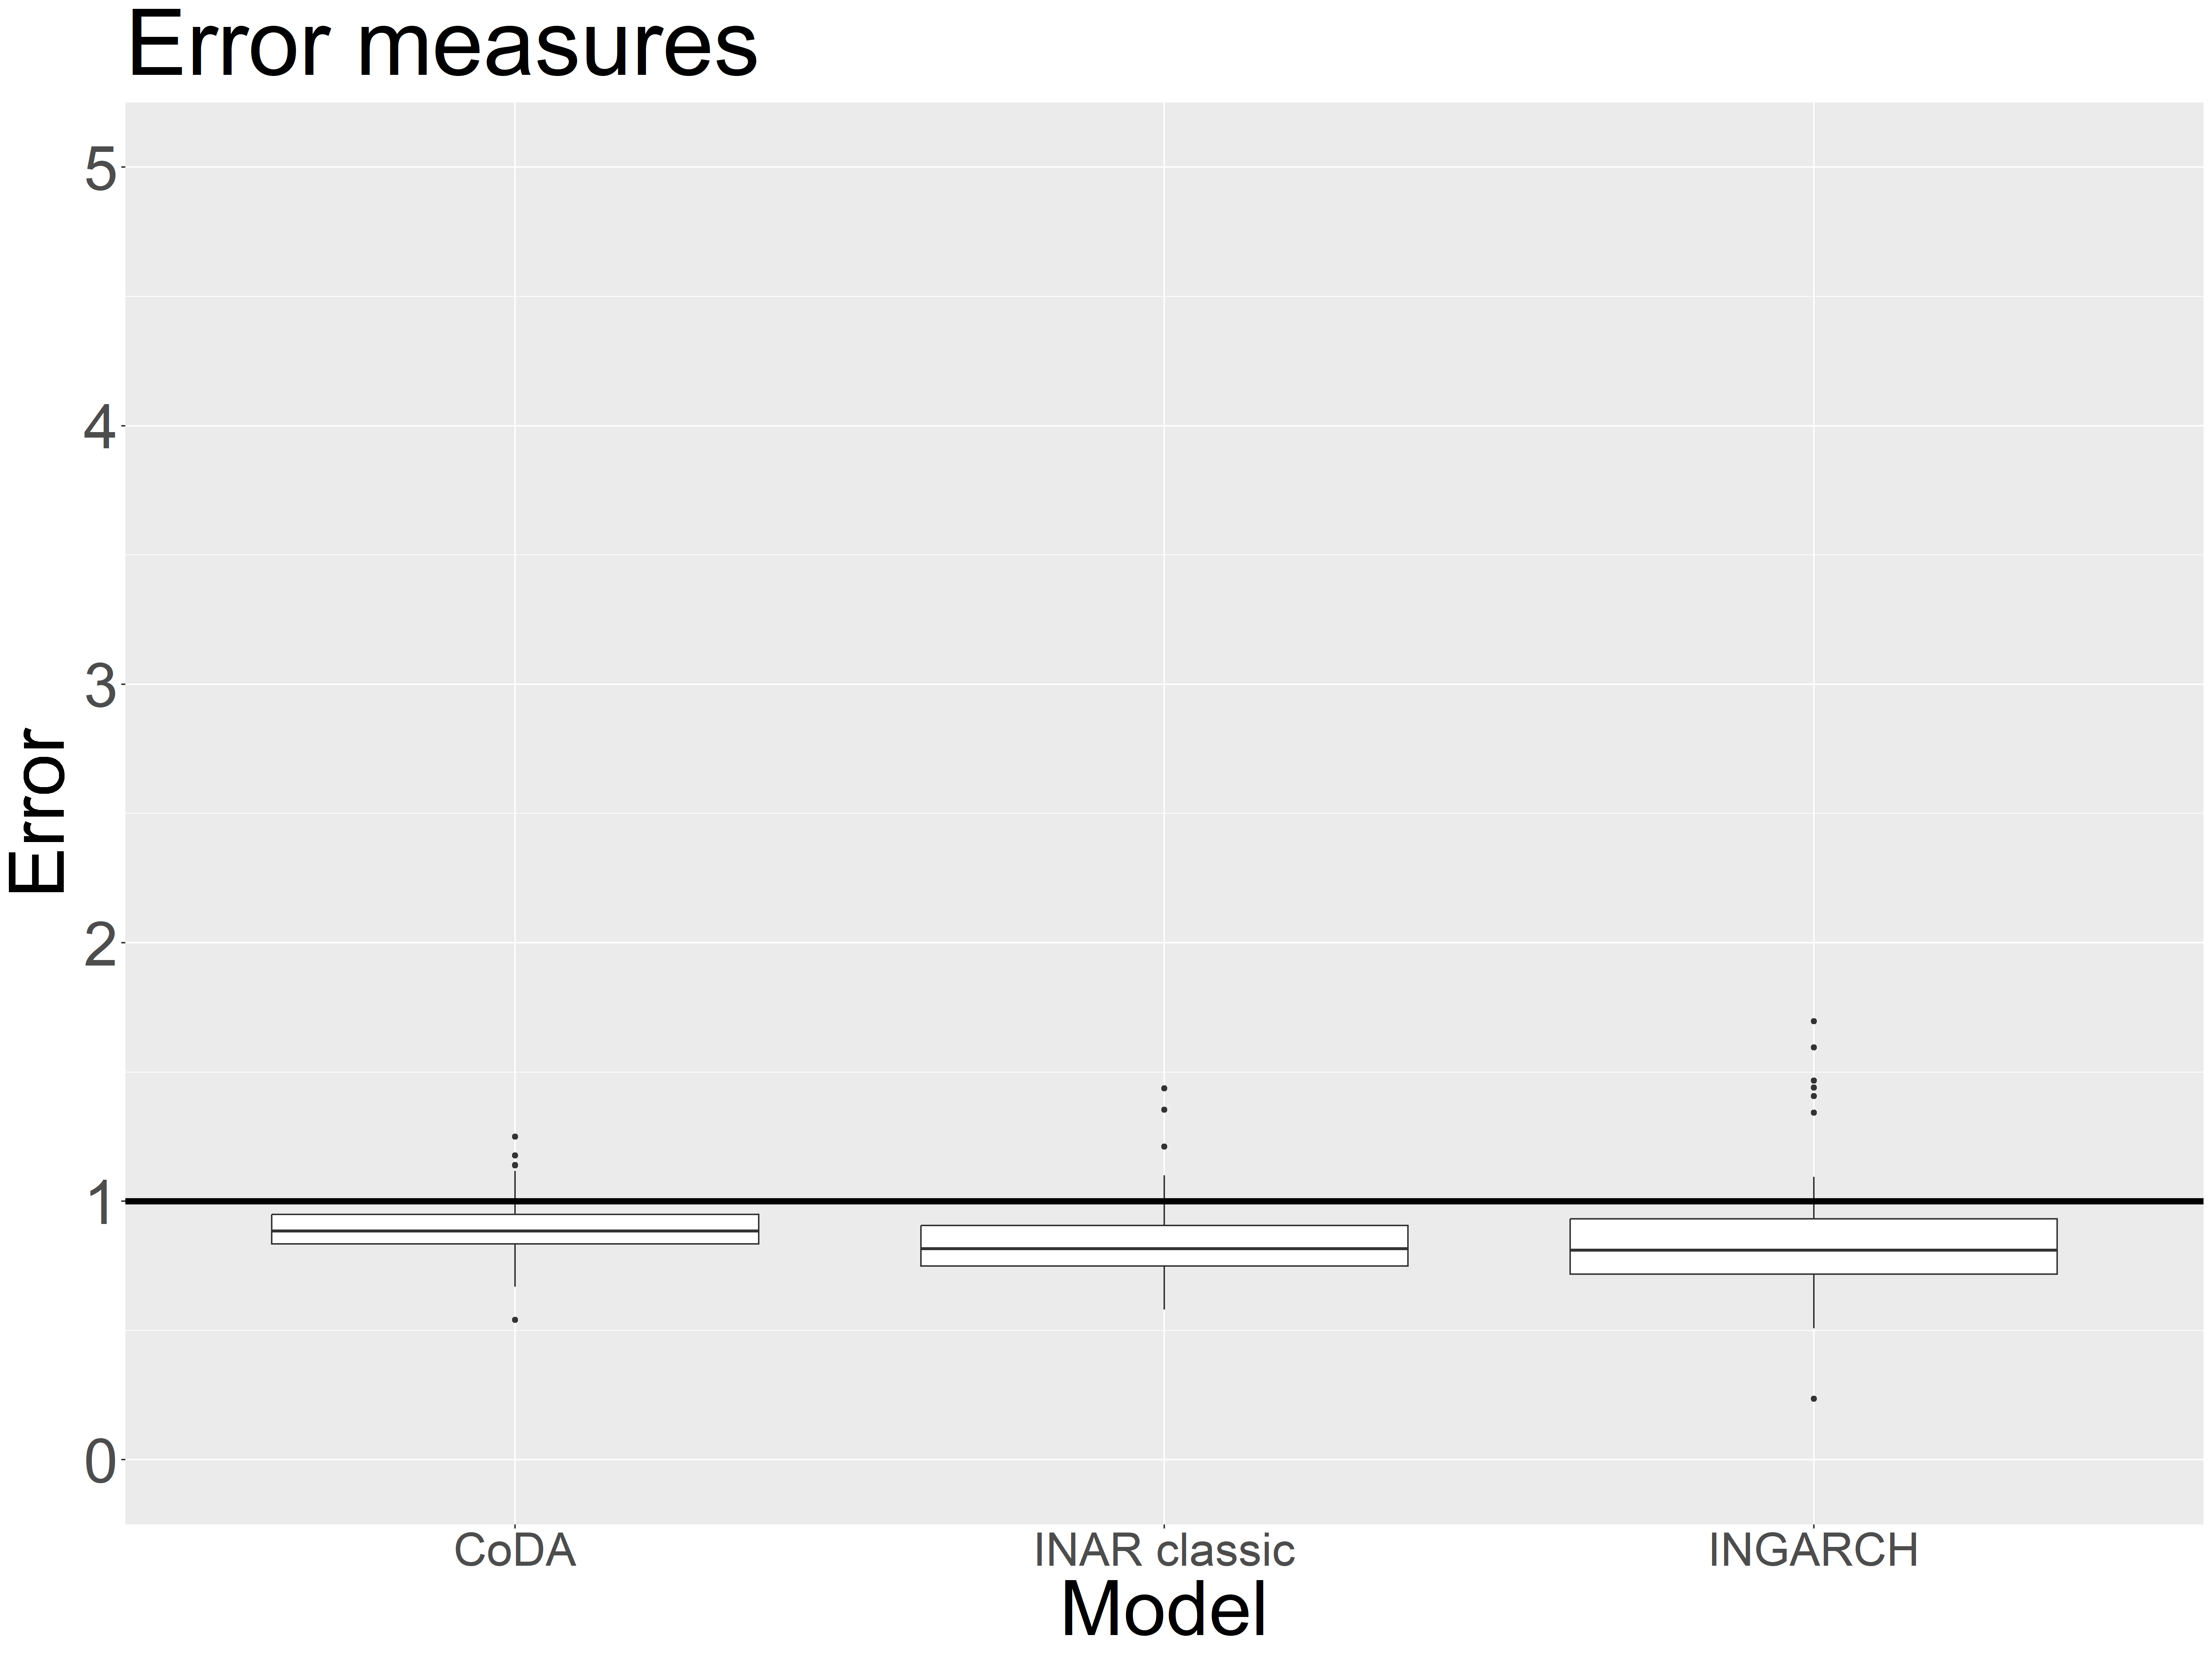 Error measures
5
4
3
2
1
0
Error
CoDA
INAR classic
INGARCH
Model